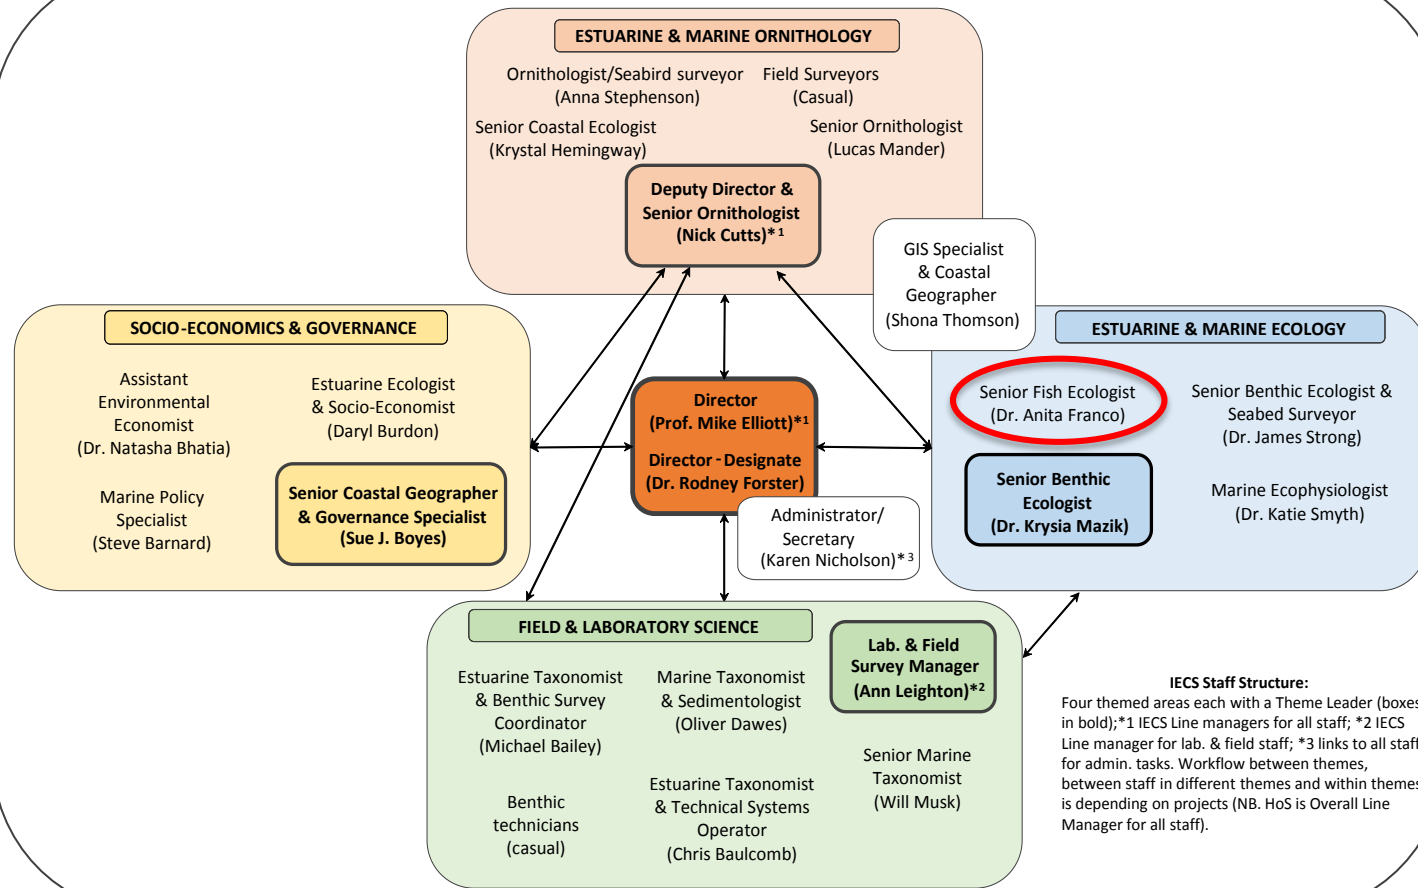 ESTUARINE & MARINE ORNITHOLOGY
Ornithologist/Seabird surveyor
(Anna Stephenson)
Field Surveyors
(Casual)
Senior Coastal Ecologist
(Krystal Hemingway)
Senior Ornithologist
(Lucas Mander)
Deputy Director &
Senior Ornithologist
(Nick Cutts)*1
GIS Specialist
& Coastal
Geographer
(Shona Thomson)
SOCIO-ECONOMICS & GOVERNANCE
Assistant
Environmental
Economist
(Dr. Natasha Bhatia)
Estuarine Ecologist
& Socio-Economist
(Daryl Burdon)
Marine Policy
Specialist
(Steve Barnard)
Senior Coastal Geographer
& Governance Specialist
(Sue J. Boyes)
Director
(Prof. Mike Elliott)*1
Director-Designate
(Dr. Rodney Forster)
Administrator/
Secretary
(Karen Nicholson)*3
ESTUARINE & MARINE ECOLOGY
Senior Fish Ecologist
(Dr. Anita Franco)
Senior Benthic Ecologist &
Seabed Surveyor
(Dr. James Strong)
Senior Benthic
Ecologist
(Dr. Krysia Mazik)
Marine Ecophysiologist
(Dr. Katie Smyth)
FIELD & LABORATORY SCIENCE
Lab. & Field
Survey Manager
(Ann Leighton)*2
Estuarine Taxonomist
& Benthic Survey
Coordinator
(Michael Bailey)
Marine Taxonomist
& Sedimentologist
(Oliver Dawes)
Senior Marine
Taxonomist
(Will Musk)
Benthic
technicians
(casual)
Estuarine Taxonomist
& Technical Systems
Operator
(Chris Baulcomb)
IECS Staff Structure:
Four themed areas each with a Theme Leader (boxes
in bold);*1 IECS Line managers for all staff; *2 IECS
Line manager for lab. & field staff; *3 links to all staff
for admin. tasks. Workflow between themes,
between staff in different themes and within themes
is depending on projects (NB. HoS is Overall Line
Manager for all staff).